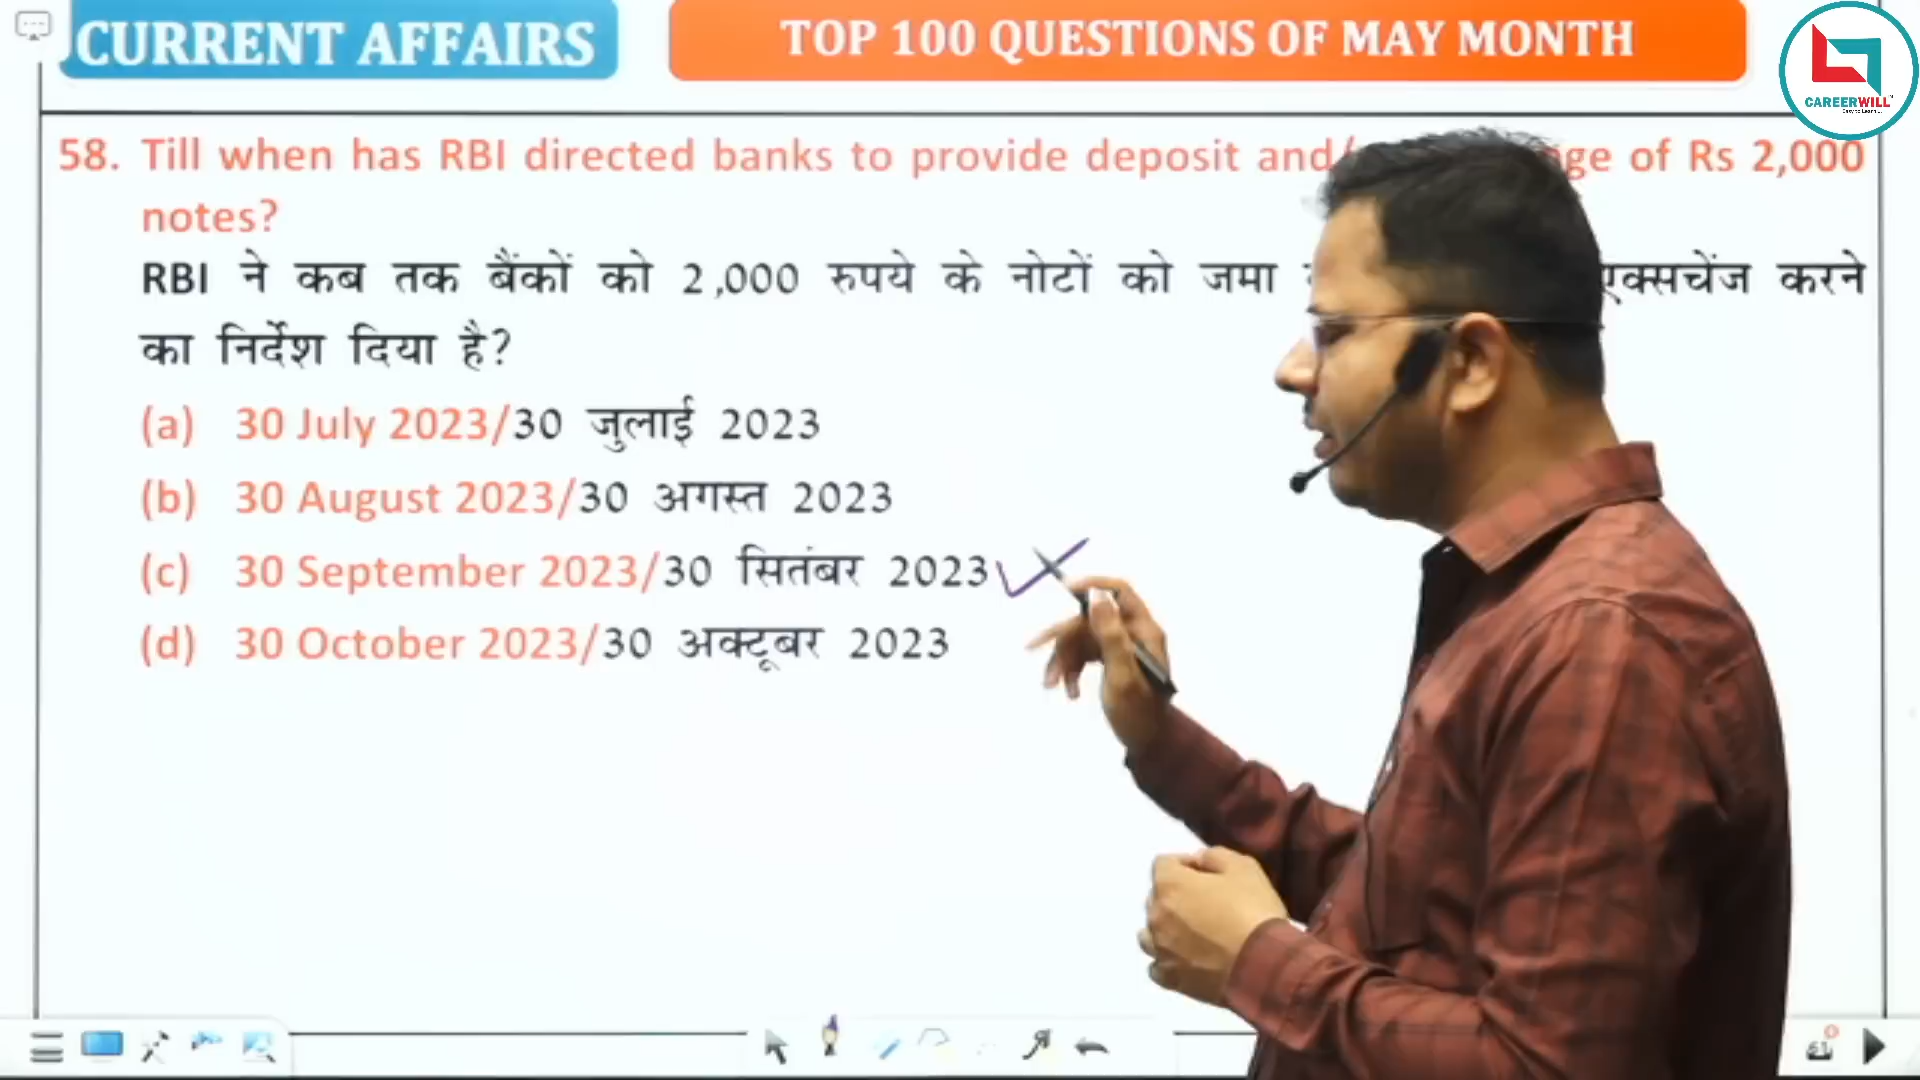 CURRENT AFFAIRS
TOP 100 QUESTIONS OF MAY MONTH
CAREERWILL
58. Till when has RBI directed banks to provide deposit and/ of Rs 2,000
notes?
RBI ने कब तक बैंकों को 2,000 रुपये के नोटों को जमा एक्सचेंज करने
का निर्देश दिया है?
(a) 30 July 2023/30 जुलाई 2023
(b) 30 August 2023/30 अगस्त 2023
(c) 30 September 2023/30 सितंबर 2023
(d) 30 October 2023/30 अक्टूबर 2023